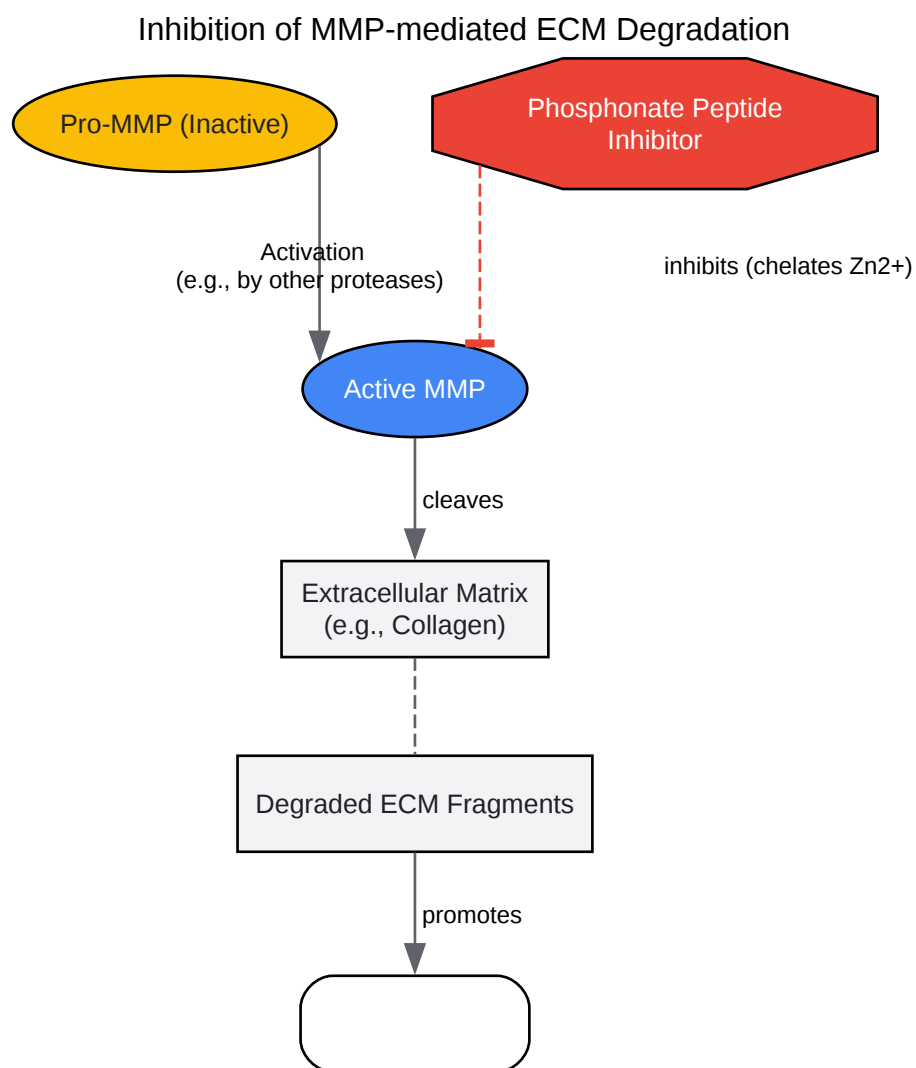 Inhibition of MMP-mediated ECM Degradation
Pro-MMP (Inactive)
Phosphonate Peptide
Inhibitor
Activation
(e.g., by other proteases)
inhibits (chelates Zn2+)
Active MMP
cleaves
Extracellular Matrix
(e.g., Collagen)
Degraded ECM Fragments
promotes